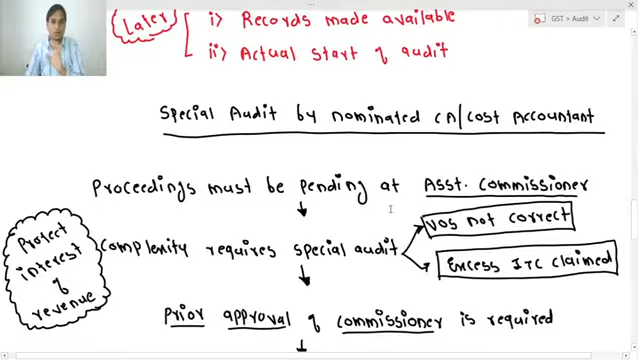 GST > Audit
Later
i) Records made available
ii) Actual start of audit
Special Audit by nominated CA/Cost Accountant
Proceedings must be pending at Asst. Commissioner
Complexity requires special audit
VOS not correct
Excess ITC claimed
Protect
interest
of
revenue
Prior approval of commissioner is required